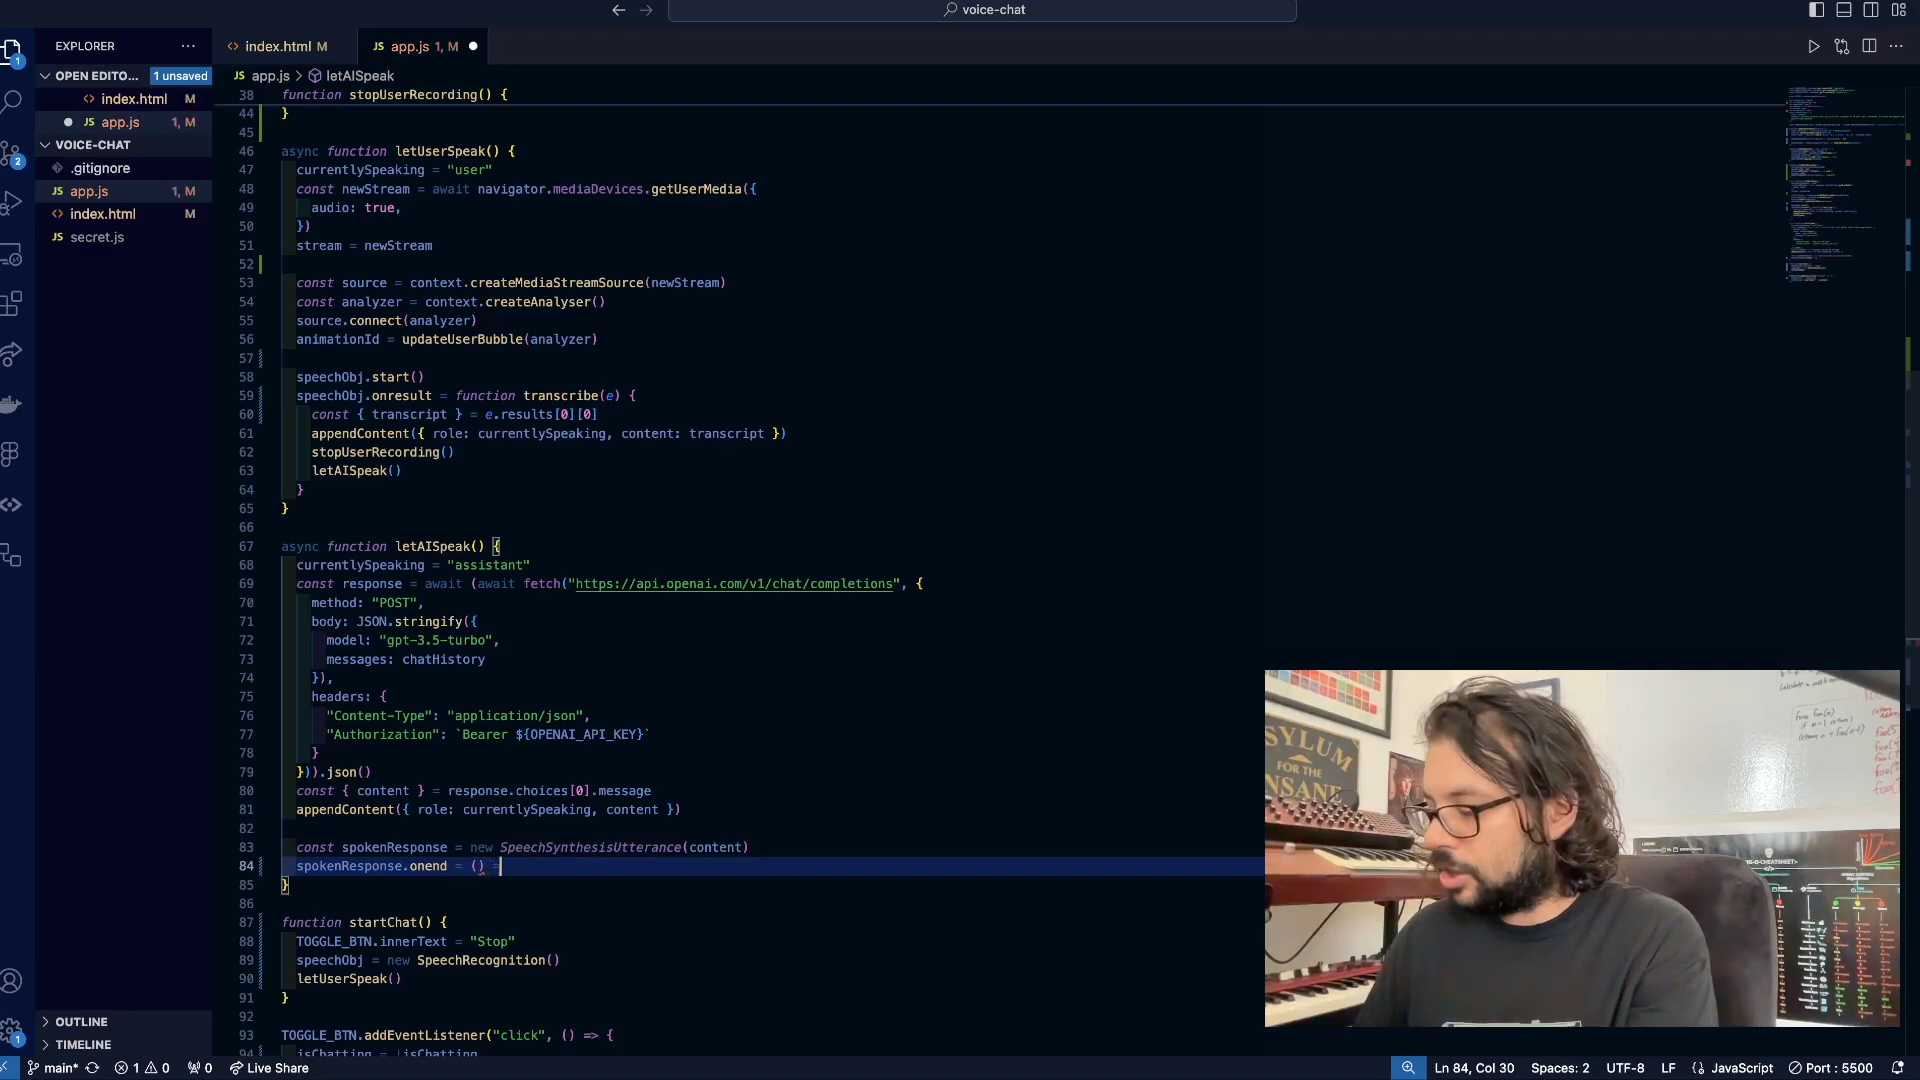 voice-chat
EXPLORER
index.html M
app.js 1, M
OPEN EDITO... 1 unsaved
app.js > letAISpeak
index.html M
app.js 1, M
VOICE-CHAT
.gitignore
app.js 1, M
index.html M
secret.js
38 function stopUserRecording() {
44 }
45
46 async function letUserSpeak() {
47 currentlySpeaking = "user"
48 const newStream = await navigator.mediaDevices.getUserMedia({
49 audio: true,
50 })
51 stream = newStream
52
53 const source = context.createMediaStreamSource(newStream)
54 const analyzer = context.createAnalyser()
55 source.connect(analyzer)
56 animationId = updateUserBubble(analyzer)
57
58 speechObj.start()
59 speechObj.onresult = function transcribe(e) {
60 const { transcript } = e.results[0][0]
61 appendContent({ role: currentlySpeaking, content: transcript })
62 stopUserRecording()
63 letAISpeak()
64 }
65 }
66
67 async function letAISpeak() {
68 currentlySpeaking = "assistant"
69 const response = await (await fetch("https://api.openai.com/v1/chat/completions", {
70 method: "POST",
71 body: JSON.stringify({
72 model: "gpt-3.5-turbo",
73 messages: chatHistory
74 }),
75 headers: {
76 "Content-Type": "application/json",
77 "Authorization": `Bearer ${OPENAI_API_KEY}`
78 }
79 })).json()
80 const { content } = response.choices[0].message
81 appendContent({ role: currentlySpeaking, content })
82
83 const spokenResponse = new SpeechSynthesisUtterance(content)
84 spokenResponse.onend = () =
85 }
86
87 function startChat() {
88 TOGGLE_BTN.innerText = "Stop"
89 speechObj = new SpeechRecognition()
90 letUserSpeak()
91 }
92
93 TOGGLE_BTN.addEventListener("click", () => {
94 isChatting = !isChatting
SYLUM
FOR THE
NSANE
OUTLINE
TIMELINE
main* 1 0 0 Live Share Ln 84, Col 30 Spaces: 2 UTF-8 LF JavaScript Port : 5500